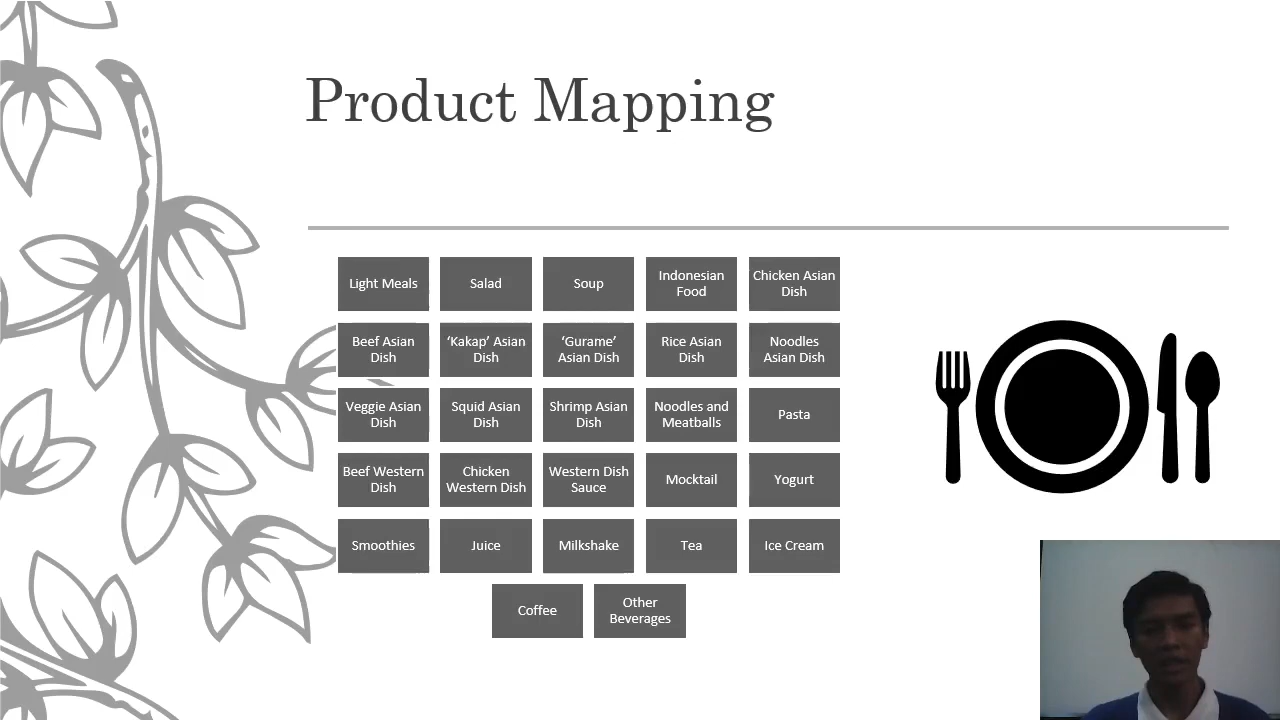 Product Mapping
Light Meals
Salad
Soup
Indonesian
Food
Chicken Asian
Dish
Beef Asian
Dish
‘Kakap’ Asian
Dish
‘Gurame’
Asian Dish
Rice Asian
Dish
Noodles
Asian Dish
Veggie Asian
Dish
Squid Asian
Dish
Shrimp Asian
Dish
Noodles and
Meatballs
Pasta
Beef Western
Dish
Chicken
Western Dish
Western Dish
Sauce
Mocktail
Yogurt
Smoothies
Juice
Milkshake
Tea
Ice Cream
Coffee
Other
Beverages